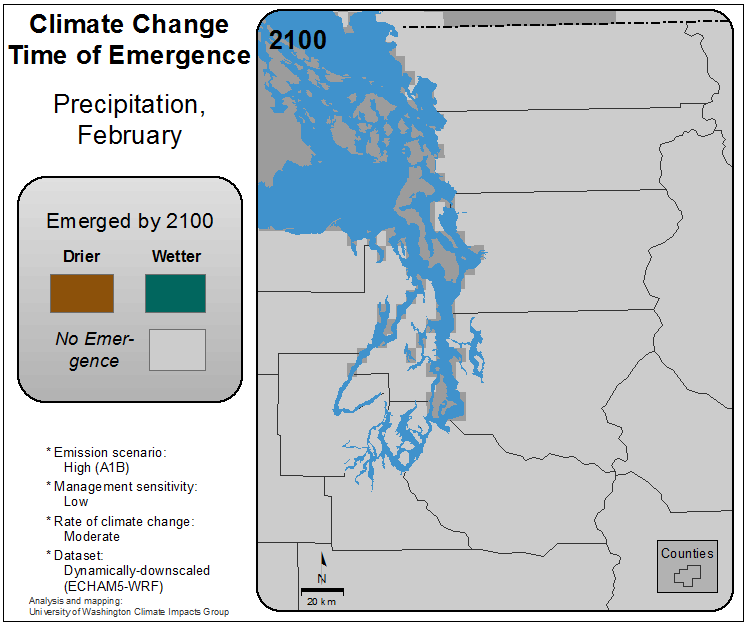 Climate Change
Time of Emergence
Precipitation,
February
Emerged by 2100
Drier Wetter
No Emer-
gence
* Emission scenario:
High (A1B)
* Management sensitivity:
Low
* Rate of climate change:
Moderate
* Dataset:
Dynamically-downscaled
(ECHAM5-WRF)
Analysis and mapping:
University of Washington Climate Impacts Group
2100
N
20 km
Counties